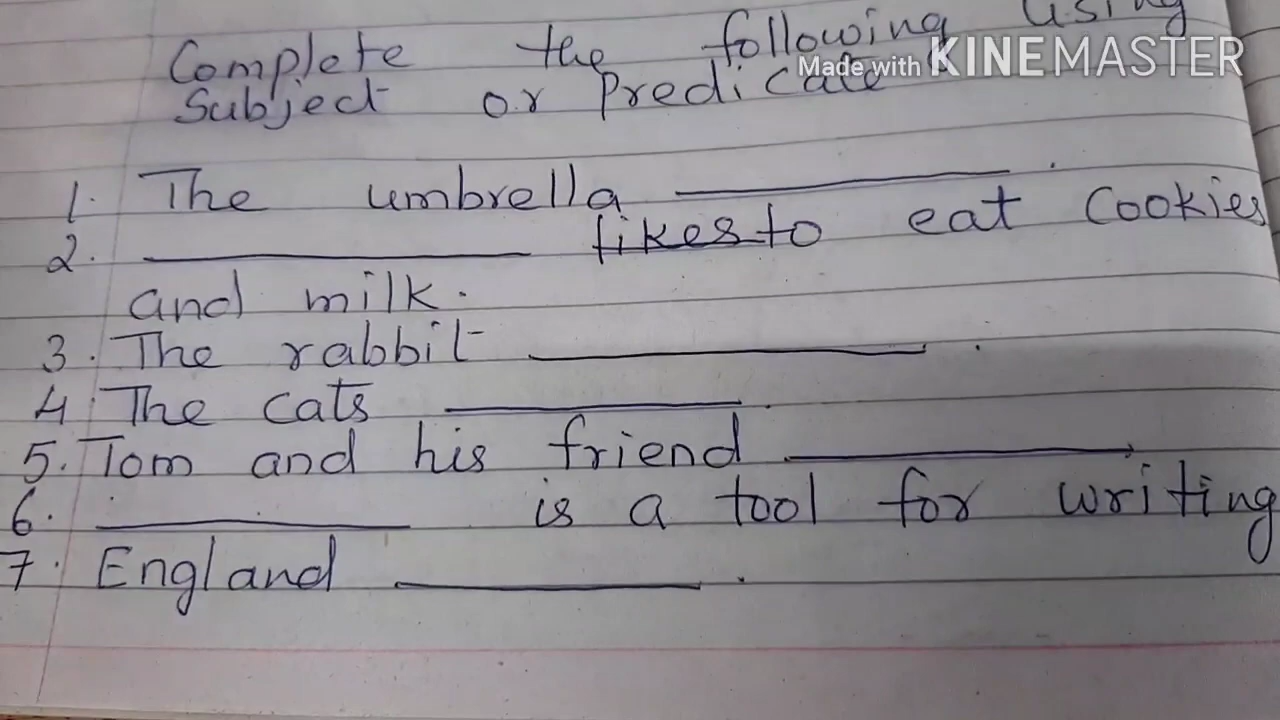 Complete the following using
Subject or Predicate
Made with KINEMASTER
1. The umbrella ________ .
2. ________ likes to eat Cookies
and milk.
3. The rabbit ________ .
4. The cats ________ .
5. Tom and his friend ________ .
6. ________ is a tool for writing
7. England ________ .